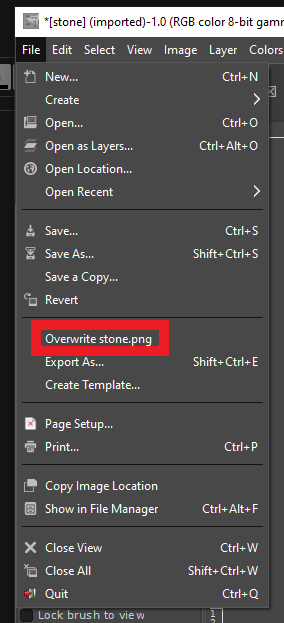 *[stone] (imported)-1.0 (RGB color 8-bit gamm
File Edit Select View Image Layer Colors
New... Ctrl+N
Create
Open... Ctrl+O
Open as Layers... Ctrl+Alt+O
Open Location...
Open Recent
Save... Ctrl+S
Save As... Shift+Ctrl+S
Save a Copy...
Revert
Overwrite stone.png
Export As... Shift+Ctrl+E
Create Template...
Page Setup...
Print... Ctrl+P
Copy Image Location
Show in File Manager Ctrl+Alt+F
Close View Ctrl+W
Close All Shift+Ctrl+W
Quit Ctrl+Q
Lock brush to view
1
2